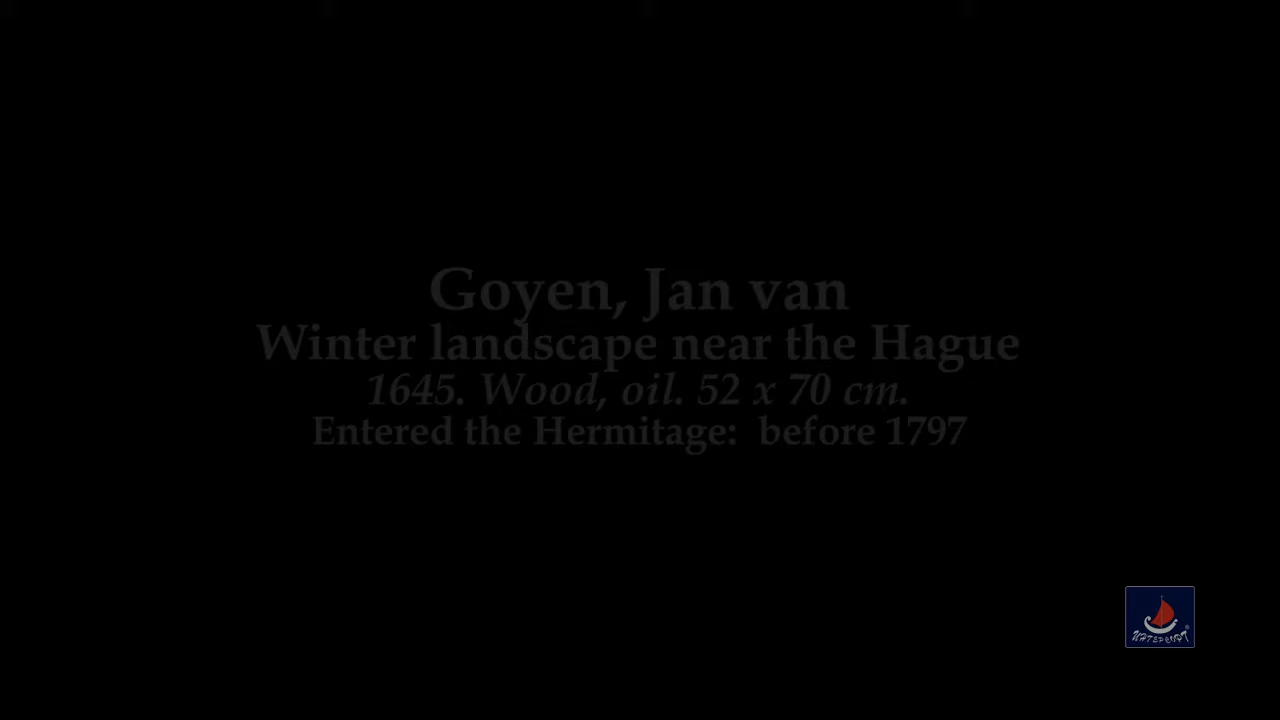 Goyen, Jan van
Winter landscape near the Hague
1645. Wood, oil. 52 x 70 cm.
Entered the Hermitage: before 1797